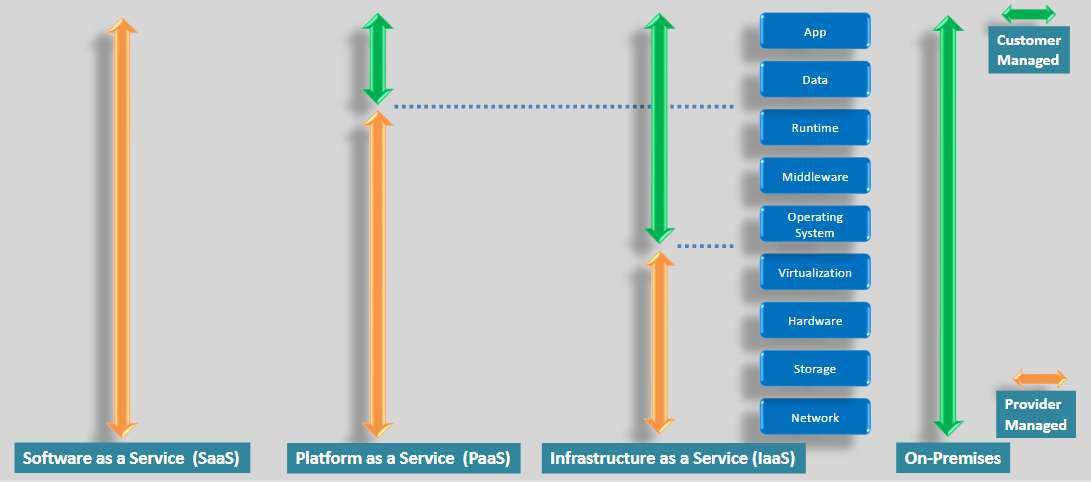 App
Data
Runtime
Middleware
Operating
System
Virtualization
Hardware
Storage
Network
Customer
Managed
Provider
Managed
Software as a Service (SaaS)
Platform as a Service (PaaS)
Infrastructure as a Service (IaaS)
On-Premises